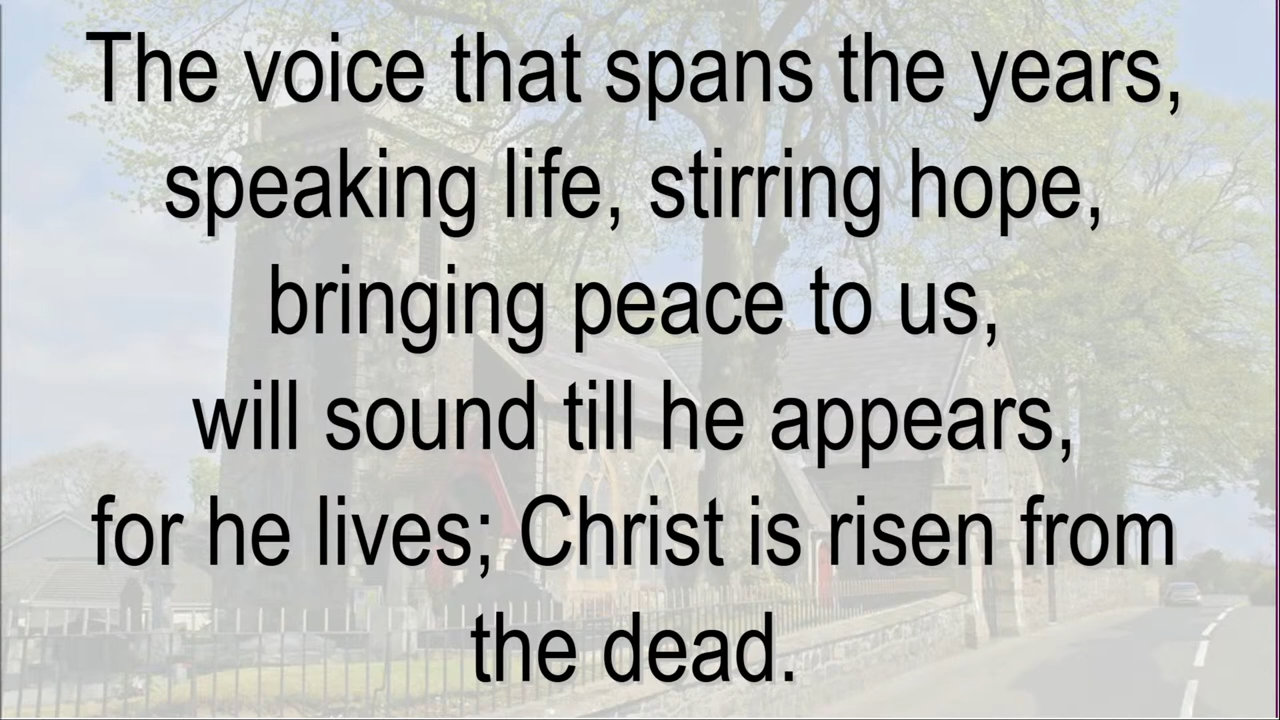 The voice that spans the years,
speaking life, stirring hope,
bringing peace to us,
will sound till he appears,
for he lives; Christ is risen from
the dead.